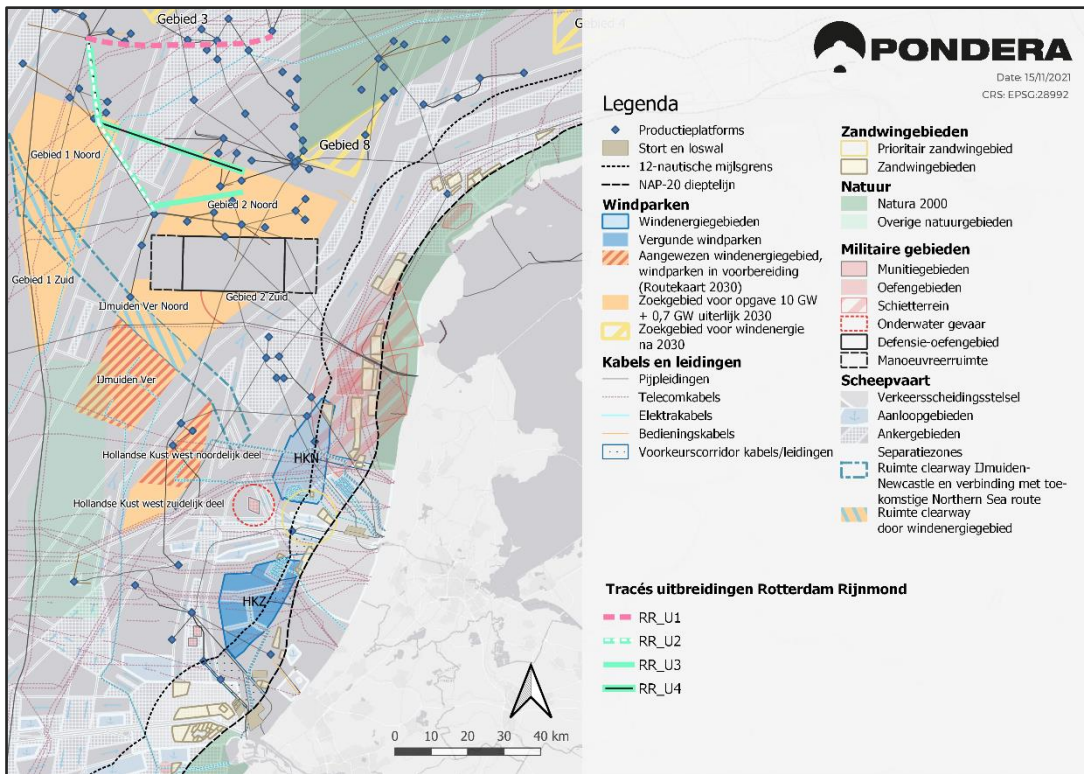 Gebied 3
Gebied 8
Gebied 1 Noord
Gebied 2 Noord
Gebied 1 Zuid
Gebied 2 Zuid
IJmuiden Ver Noord
IJmuiden Ver
Hollandse Kust west noordelijk deel
HKN
Hollandse Kust west zuidelijk deel
HKZ
0 10 20 30 40 km
PONDERA
Date: 15/11/2021
CRS: EPSG:28992
Legenda
Productieplatforms
Stort en loswal
12-nautische mijlsgrens
NAP-20 dieptelijn
Windparken
Windenergiegebieden
Vergunde windparken
Aangewezen windenergiegebied,
windparken in voorbereiding
(Routekaart 2030)
Zoekgebied voor opgave 10 GW
+ 0,7 GW uiterlijk 2030
Zoekgebied voor windenergie
na 2030
Kabels en leidingen
Pijpleidingen
Telecomkabels
Elektrakabels
Bedieningskabels
Voorkeurscorridor kabels/leidingen
Zandwingebieden
Prioritair zandwingebied
Zandwingebieden
Natuur
Natura 2000
Overige natuurgebieden
Militaire gebieden
Munitiegebieden
Oefengebieden
Schietterrein
Onderwater gevaar
Defensie-oefengebied
Manoeuvreerruimte
Scheepvaart
Verkeersscheidingsstelsel
Aanloopgebieden
Ankergebieden
Separatiezones
Ruimte clearway IJmuiden-
Newcastle en verbinding met toe-
komstige Northern Sea route
Ruimte clearway
door windenergiegebied
Tracés uitbreidingen Rotterdam Rijnmond
RR_U1
RR_U2
RR_U3
RR_U4